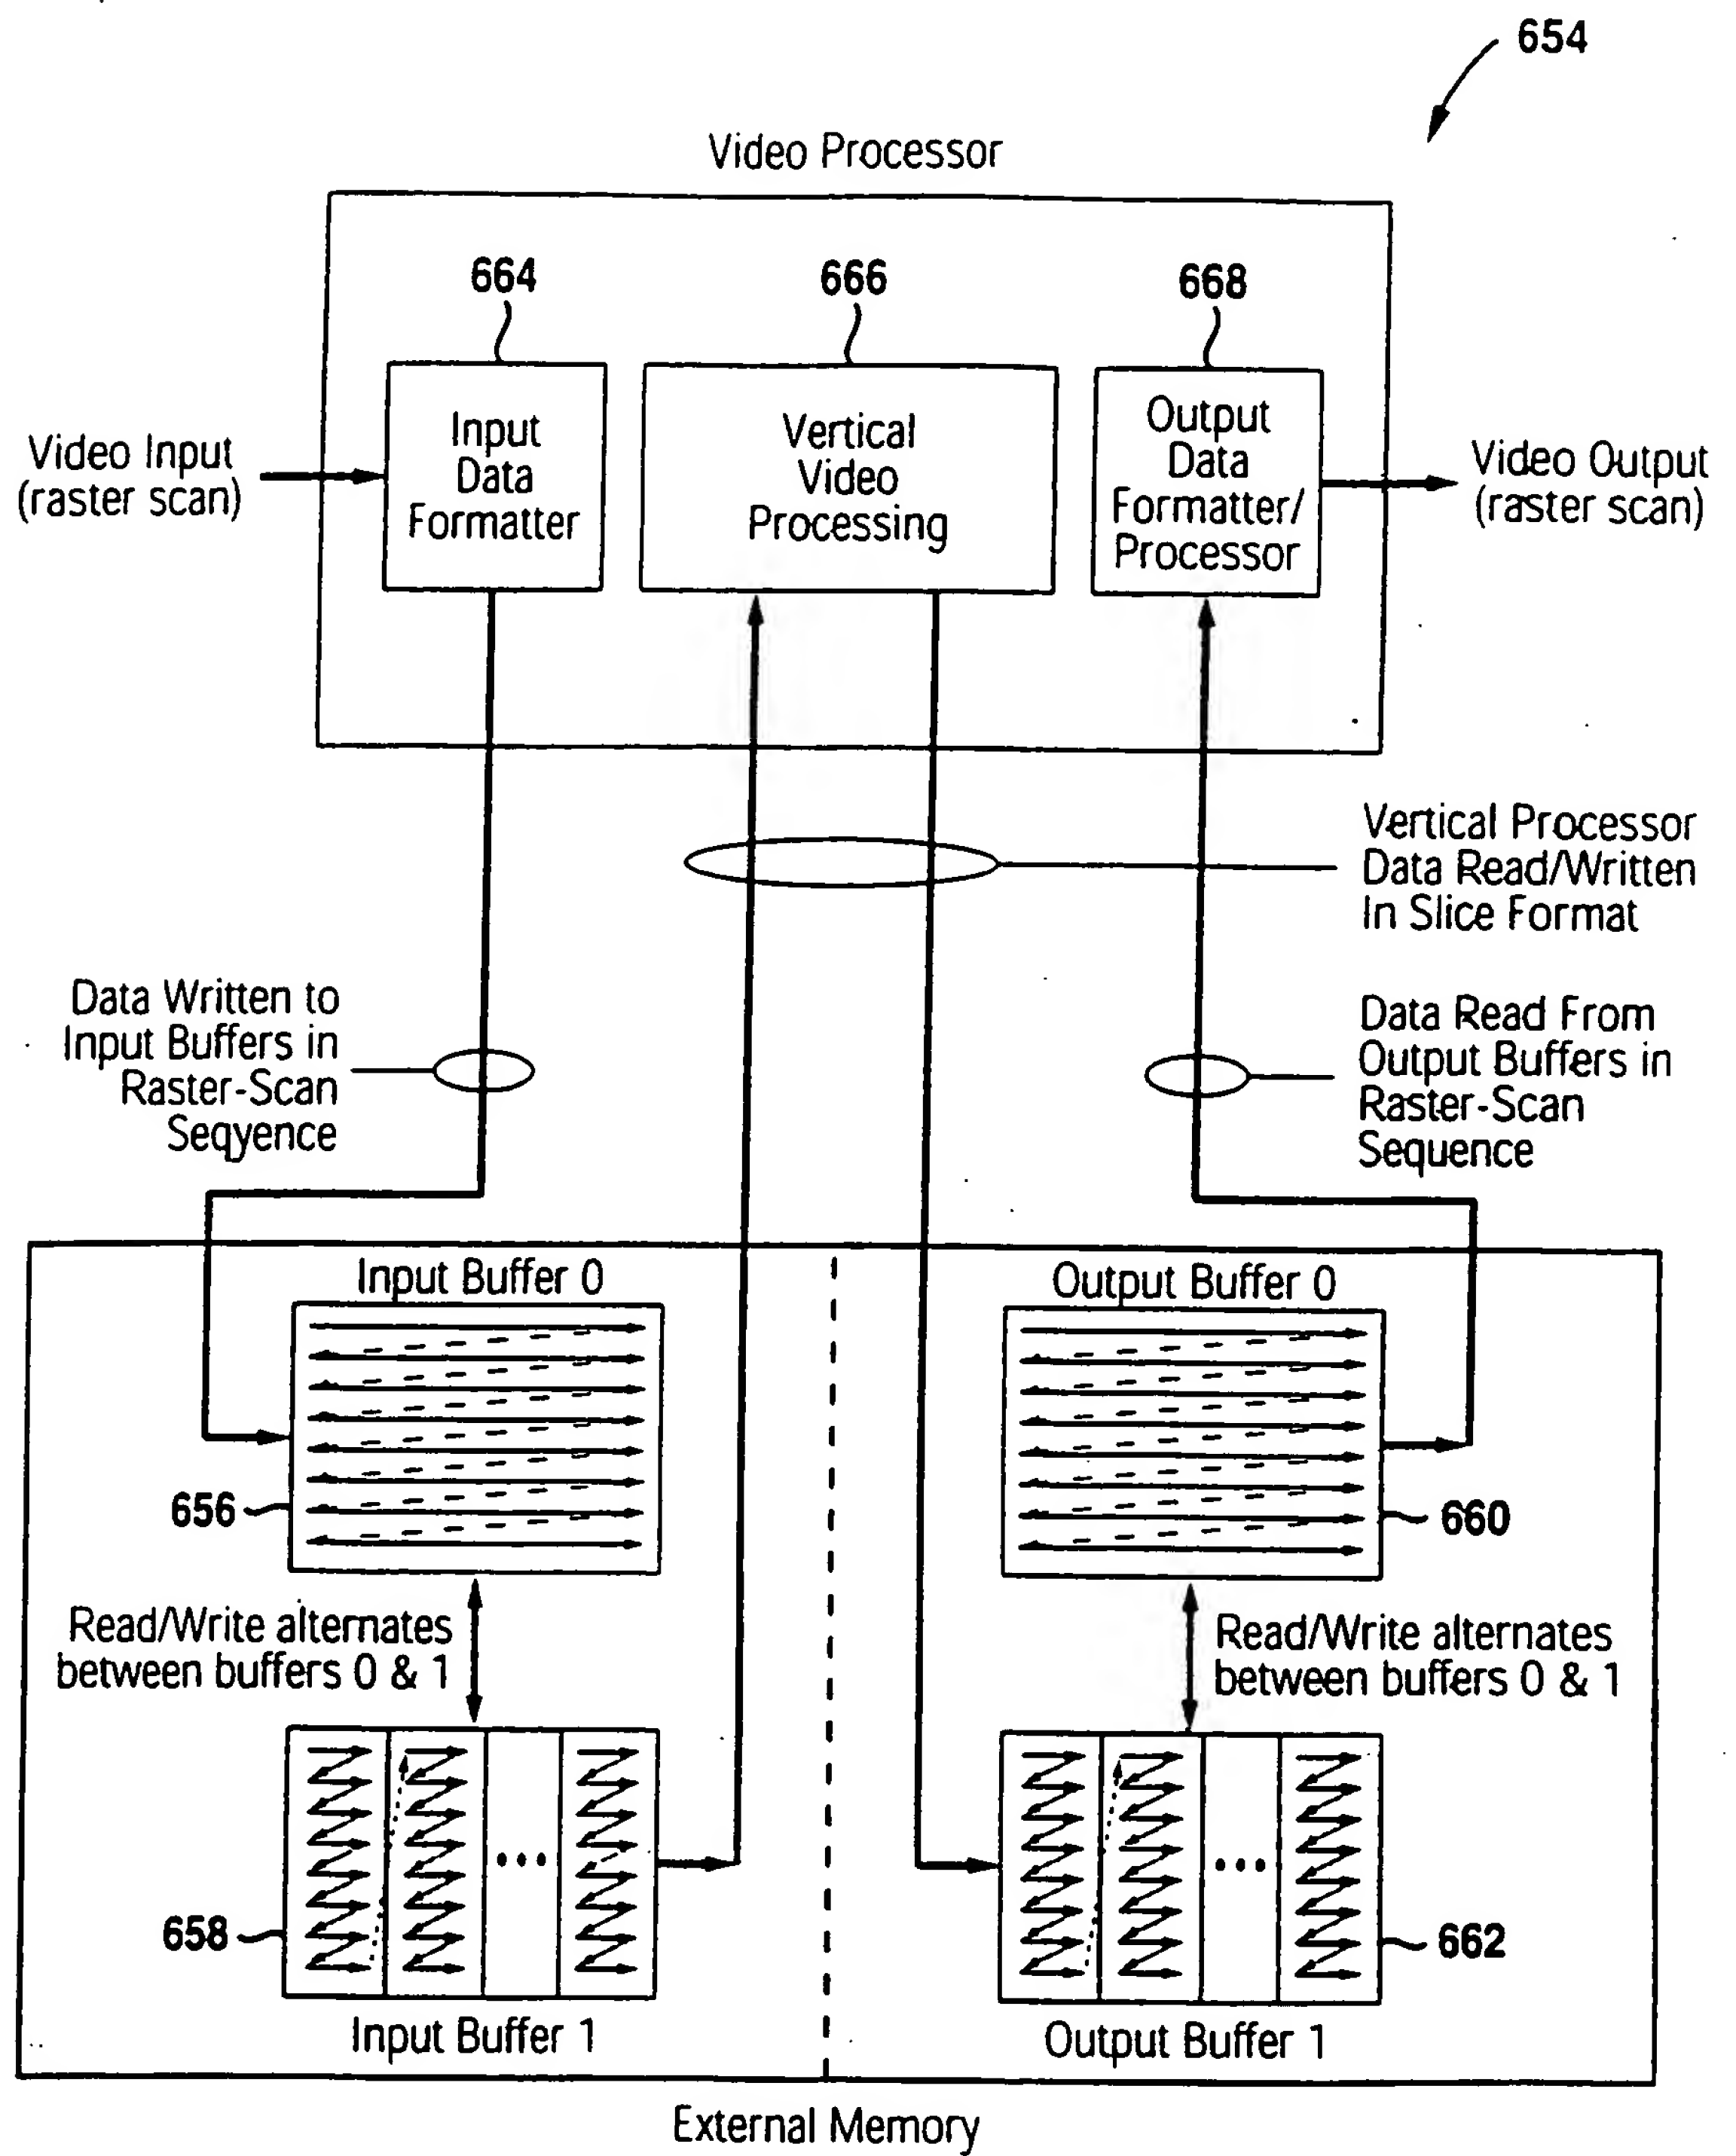 654
Video Processor
664
666
668
Input
Data
Formatter
Vertical
Video
Processing
Output
Data
Formatter/
Processor
Video Input
(raster scan)
Video Output
(raster scan)
Vertical Processor
Data Read/Written
In Slice Format
Data Written to
Input Buffers in
Raster-Scan
Seqyence
Data Read From
Output Buffers in
Raster-Scan
Sequence
Input Buffer 0
Output Buffer 0
656
660
Read/Write alternates
between buffers 0 & 1
Read/Write alternates
between buffers 0 & 1
658
662
Input Buffer 1
Output Buffer 1
External Memory